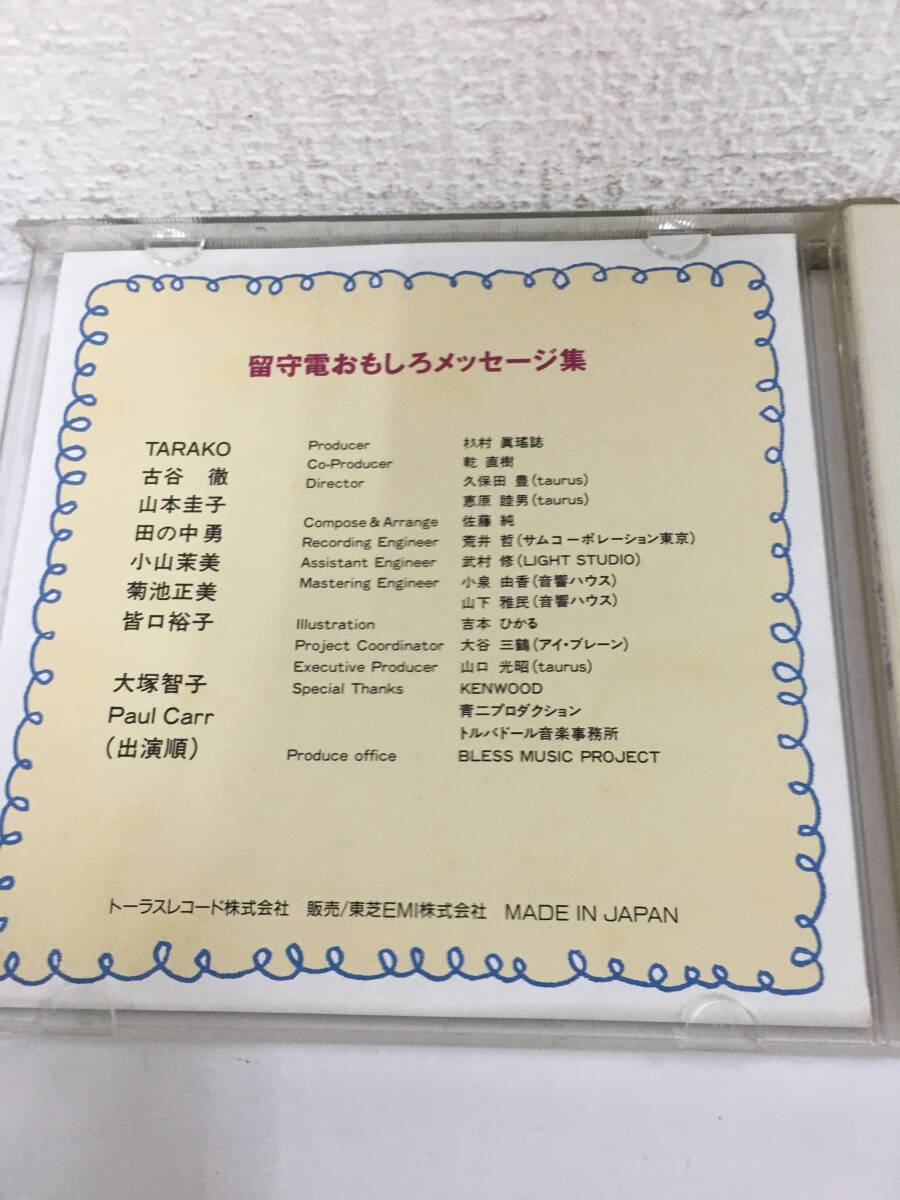 留守電おもしろメッセージ集
TARAKO
古谷 徹
山本圭子
田の中 勇
小山茉美
菊池正美
皆口裕子
大塚智子
Paul Carr
(出演順)
Producer 杉村 眞瑤誌
Co-Producer 乾 直樹
Director 久保田 豊(taurus)
恵原 睦男(taurus)
Compose & Arrange 佐藤 純
Recording Engineer 荒井 哲(サムコーポレーション東京)
Assistant Engineer 武村 修(LIGHT STUDIO)
Mastering Engineer 小泉 由香(音響ハウス)
山下 雅民(音響ハウス)
Illustration 吉本 ひかる
Project Coordinator 大谷 三鶴(アイ・ブレーン)
Executive Producer 山口 光昭(taurus)
Special Thanks KENWOOD
青二プロダクション
トルバドール音楽事務所
Produce office BLESS MUSIC PROJECT
トーラスレコード株式会社 販売/東芝EMI株式会社 MADE IN JAPAN